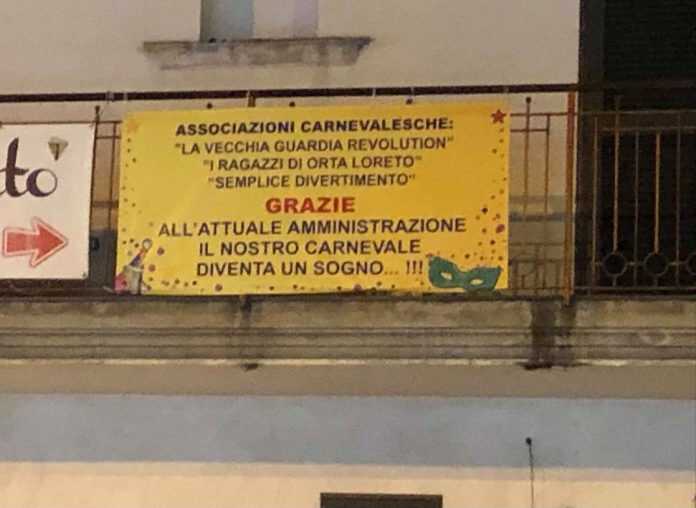 ASSOCIAZIONI CARNEVALESCHE:
"LA VECCHIA GUARDIA REVOLUTION"
"I RAGAZZI DI ORTA LORETO"
"SEMPLICE DIVERTIMENTO"
GRAZIE
ALL'ATTUALE AMMINISTRAZIONE
IL NOSTRO CARNEVALE
DIVENTA UN SOGNO... !!!